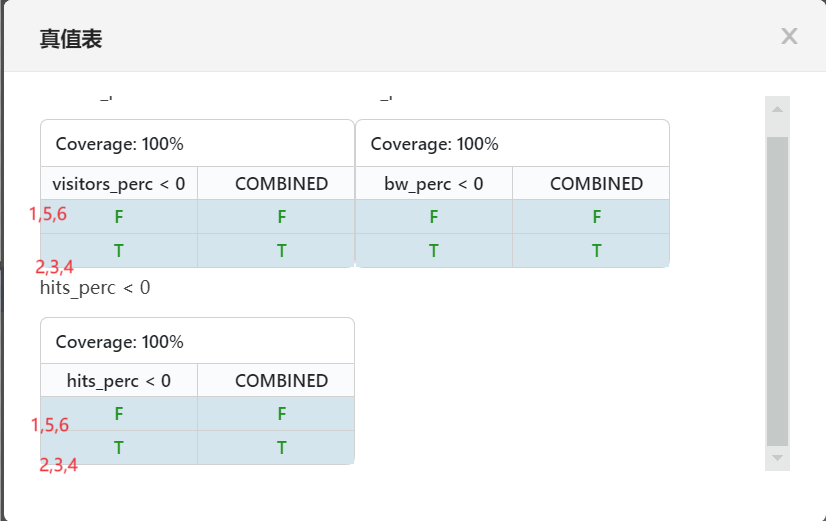 真值表
X
Coverage: 100% Coverage: 100%
visitors_perc < 0 COMBINED bw_perc < 0 COMBINED
1,5,6 F F F F
2,3,4 T T T T
hits_perc < 0
Coverage: 100%
hits_perc < 0 COMBINED
1,5,6 F F
2,3,4 T T